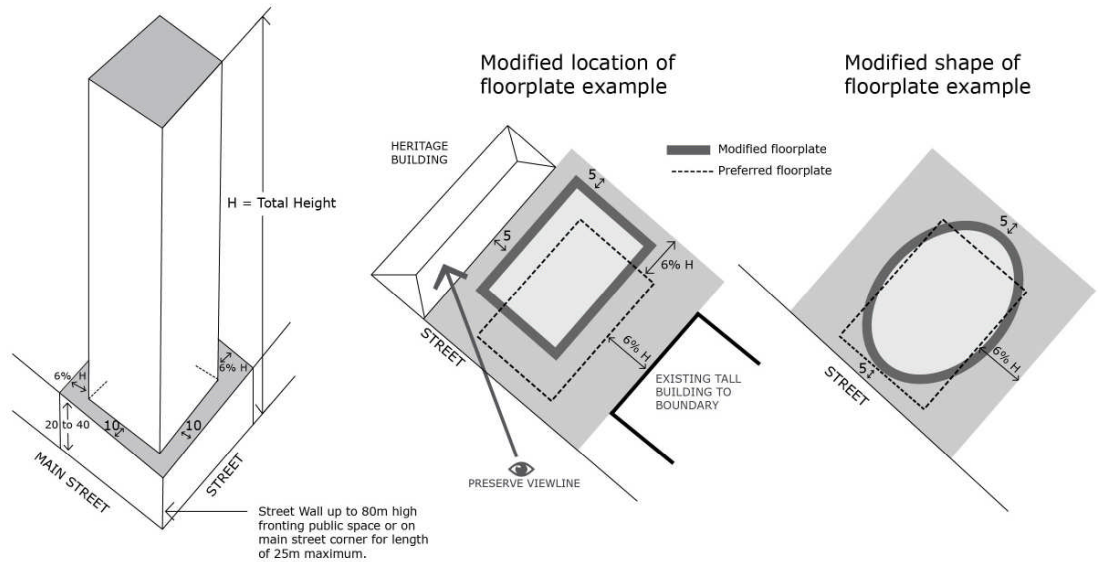 H = Total Height
6% H
6% H
20 to 40
10
10
MAIN STREET
STREET
Street Wall up to 80m high
fronting public space or on
main street corner for length
of 25m maximum.
Modified location of
floorplate example
HERITAGE
BUILDING
5
5
6% H
6% H
STREET
EXISTING TALL
BUILDING TO
BOUNDARY
PRESERVE VIEWLINE
Modified floorplate
Preferred floorplate
Modified shape of
floorplate example
5
6% H
5
STREET